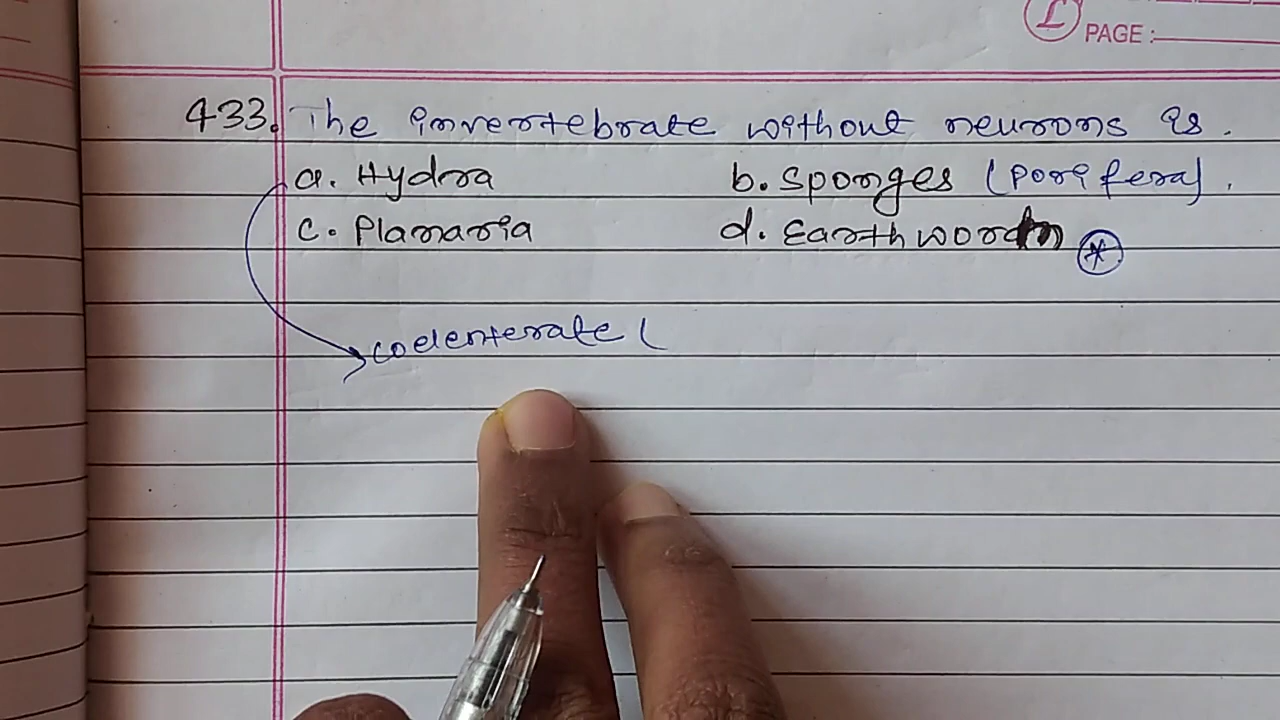 L
PAGE :
433. The invertebrate without neurons is.
a. Hydra b. Sponges (Porifera).
c. Planaria d. Earthworm *
coelenterate (